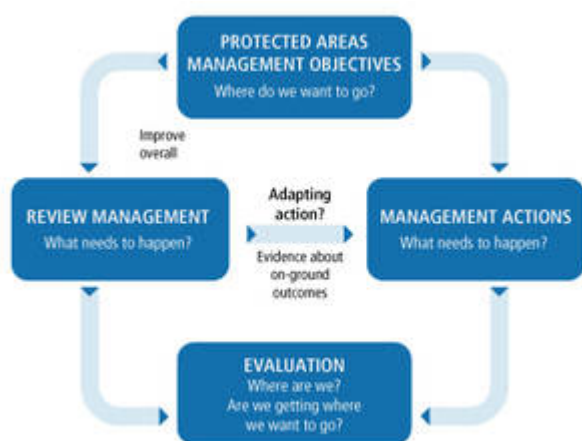 PROTECTED AREAS
MANAGEMENT OBJECTIVES
Where do we want to go?
Improve
overall
REVIEW MANAGEMENT
What needs to happen?
Adapting
action?
Evidence about
on-ground
outcomes
MANAGEMENT ACTIONS
What needs to happen?
EVALUATION
Where are we?
Are we getting where
we want to go?